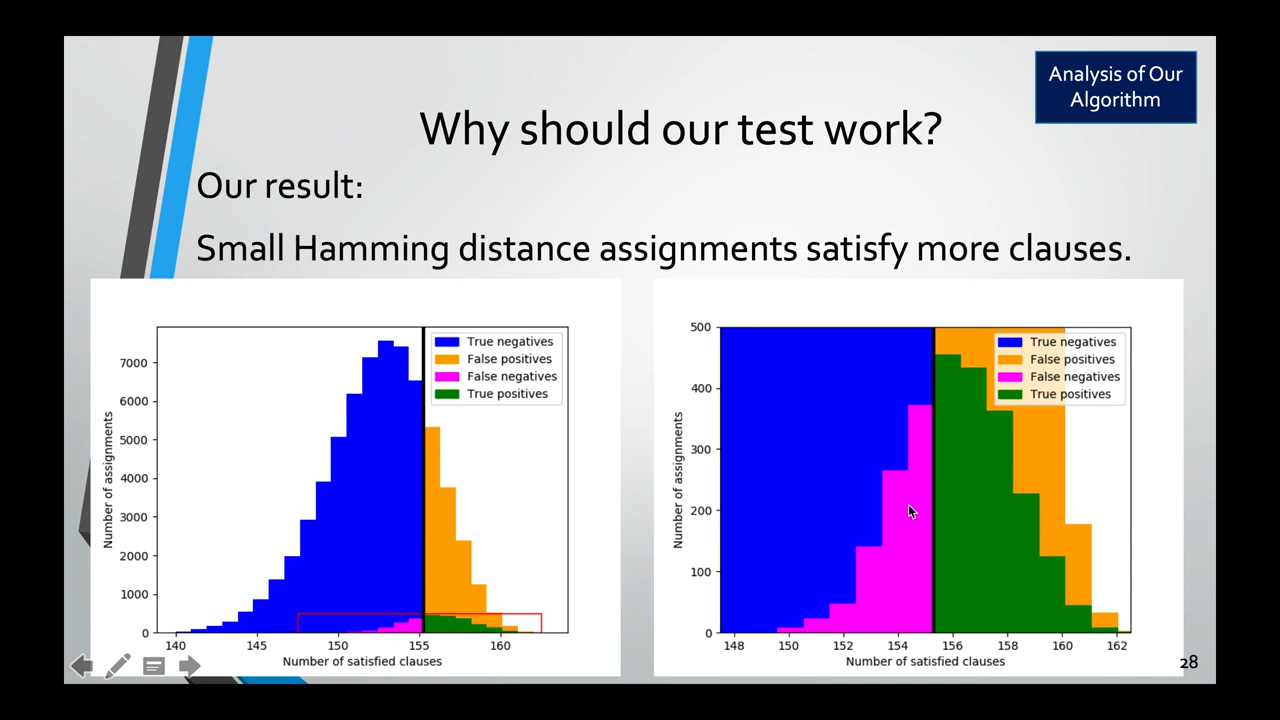 Analysis of Our
Algorithm
Why should our test work?
Our result:
Small Hamming distance assignments satisfy more clauses.
True negatives
False positives
False negatives
True positives
7000
6000
5000
4000
3000
2000
1000
0
Number of assignments
140 145 150 155 160
Number of satisfied clauses
True negatives
False positives
False negatives
True positives
500
400
300
200
100
0
Number of assignments
148 150 152 154 156 158 160 162
Number of satisfied clauses
28